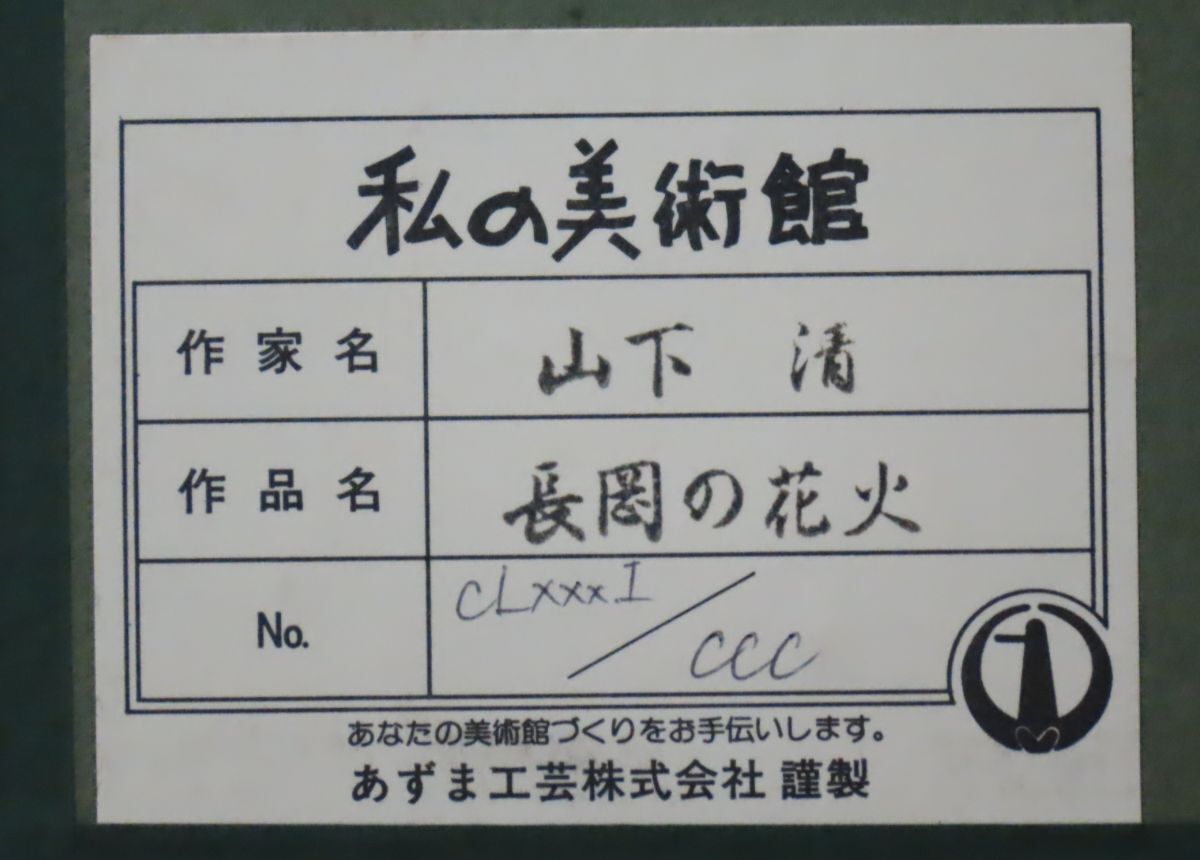 私の美術館
作家名 山下 清
作品名 長岡の花火
No. CLxxxI / CCC
あなたの美術館づくりをお手伝いします。
あずま工芸株式会社 謹製